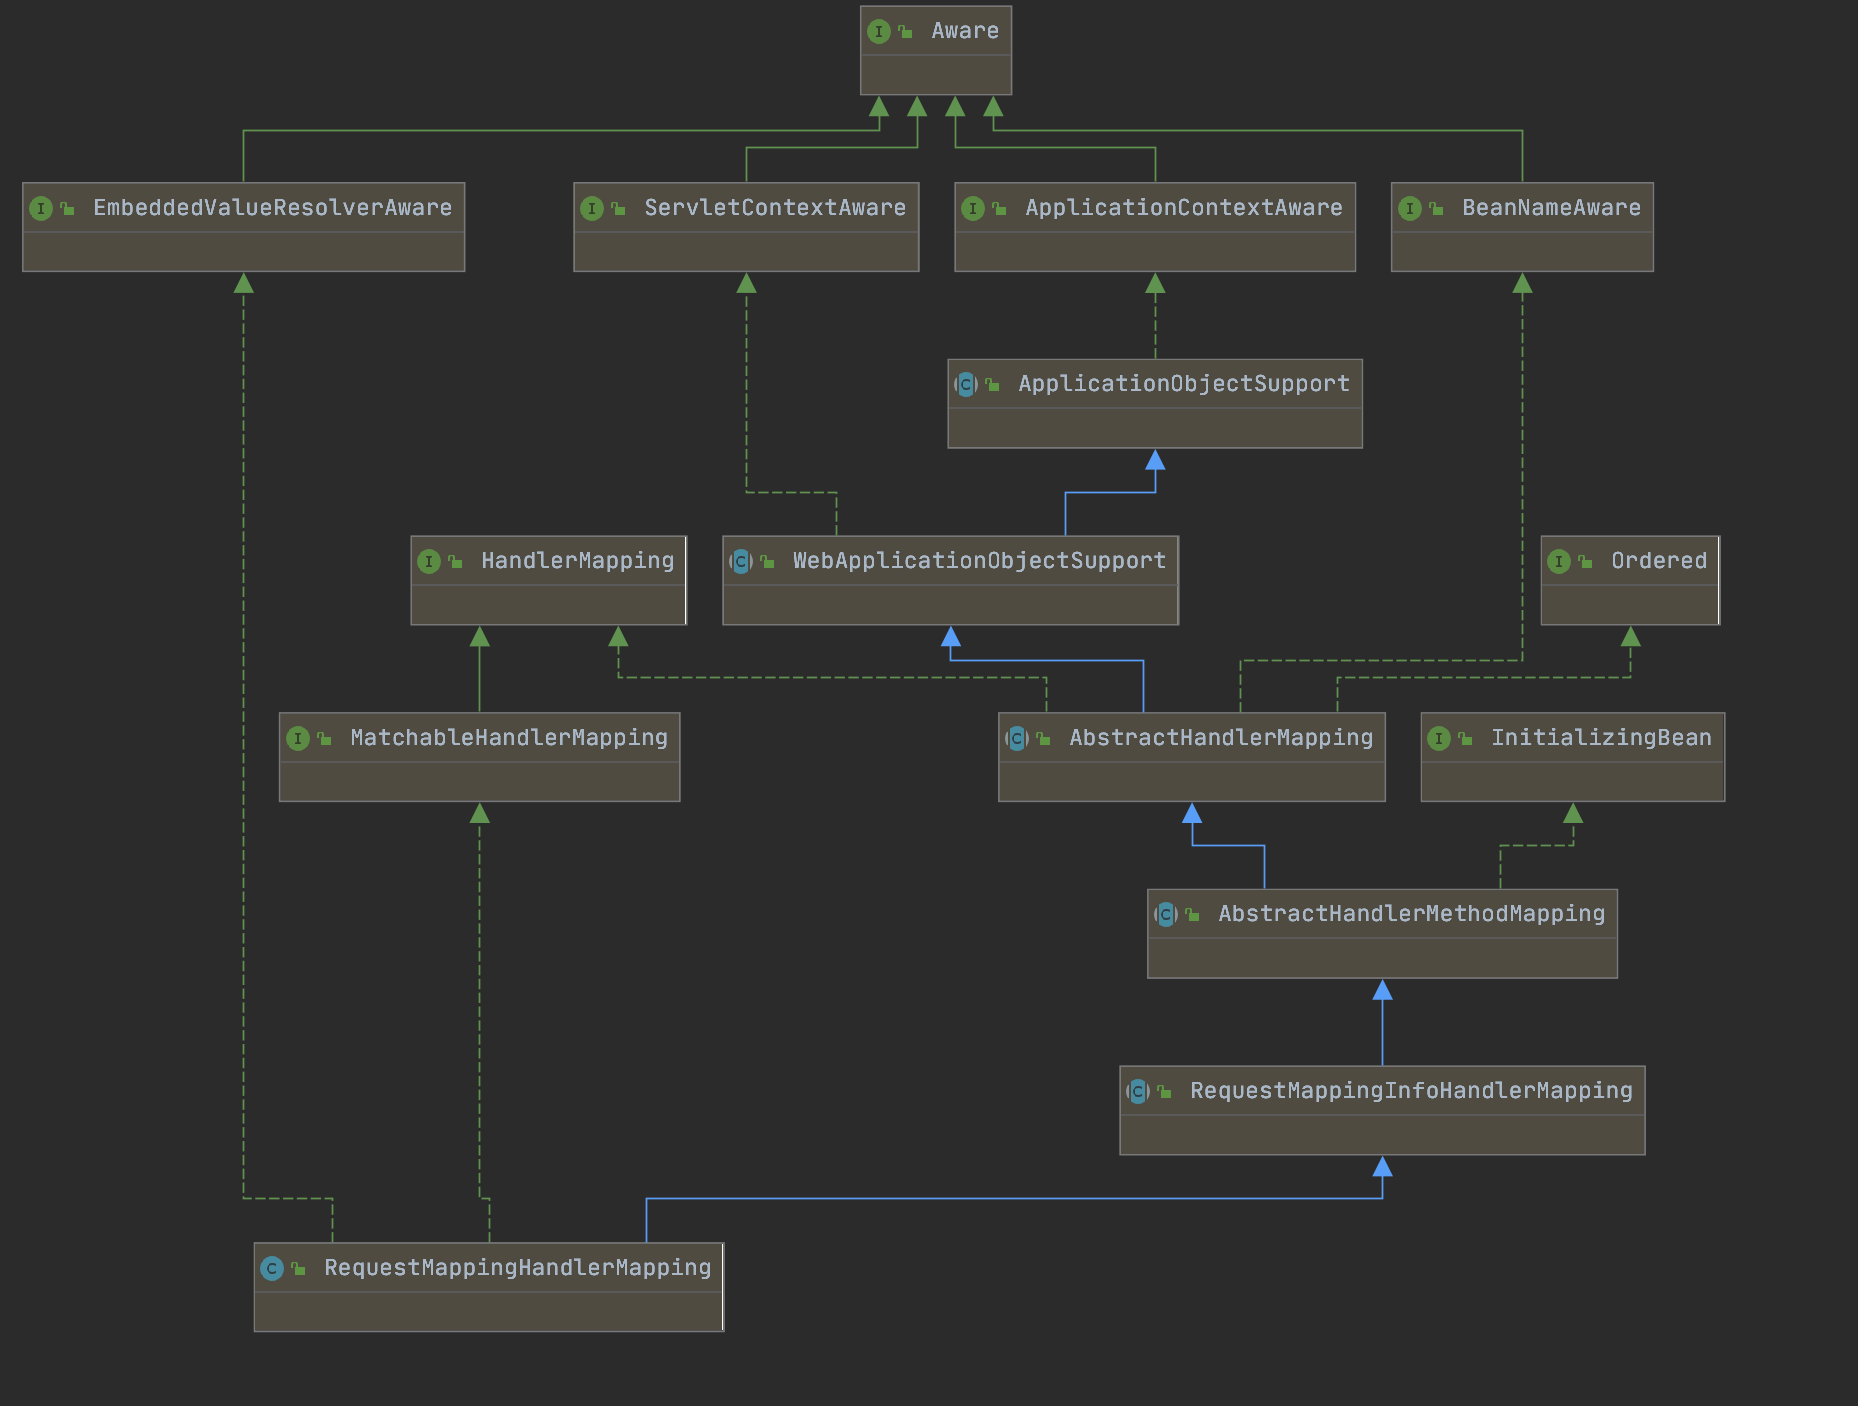 I Aware
I EmbeddedValueResolverAware
I ServletContextAware
I ApplicationContextAware
I BeanNameAware
C ApplicationObjectSupport
I HandlerMapping
C WebApplicationObjectSupport
I Ordered
I MatchableHandlerMapping
C AbstractHandlerMapping
I InitializingBean
C AbstractHandlerMethodMapping
C RequestMappingInfoHandlerMapping
C RequestMappingHandlerMapping